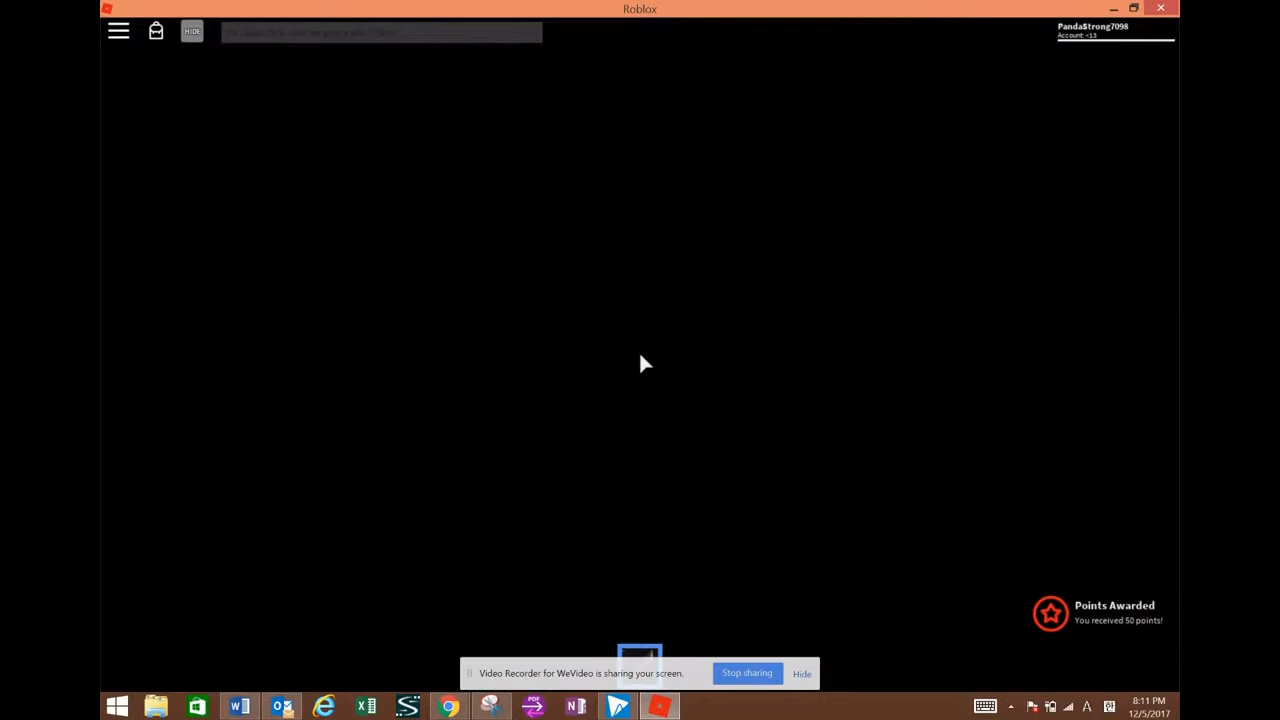 Roblox
HIDE
PandaStrong7098
Account: <13
Points Awarded
You received 50 points!
Video Recorder for WeVideo is sharing your screen.
Stop sharing
Hide
PDF
8:11 PM
12/5/2017